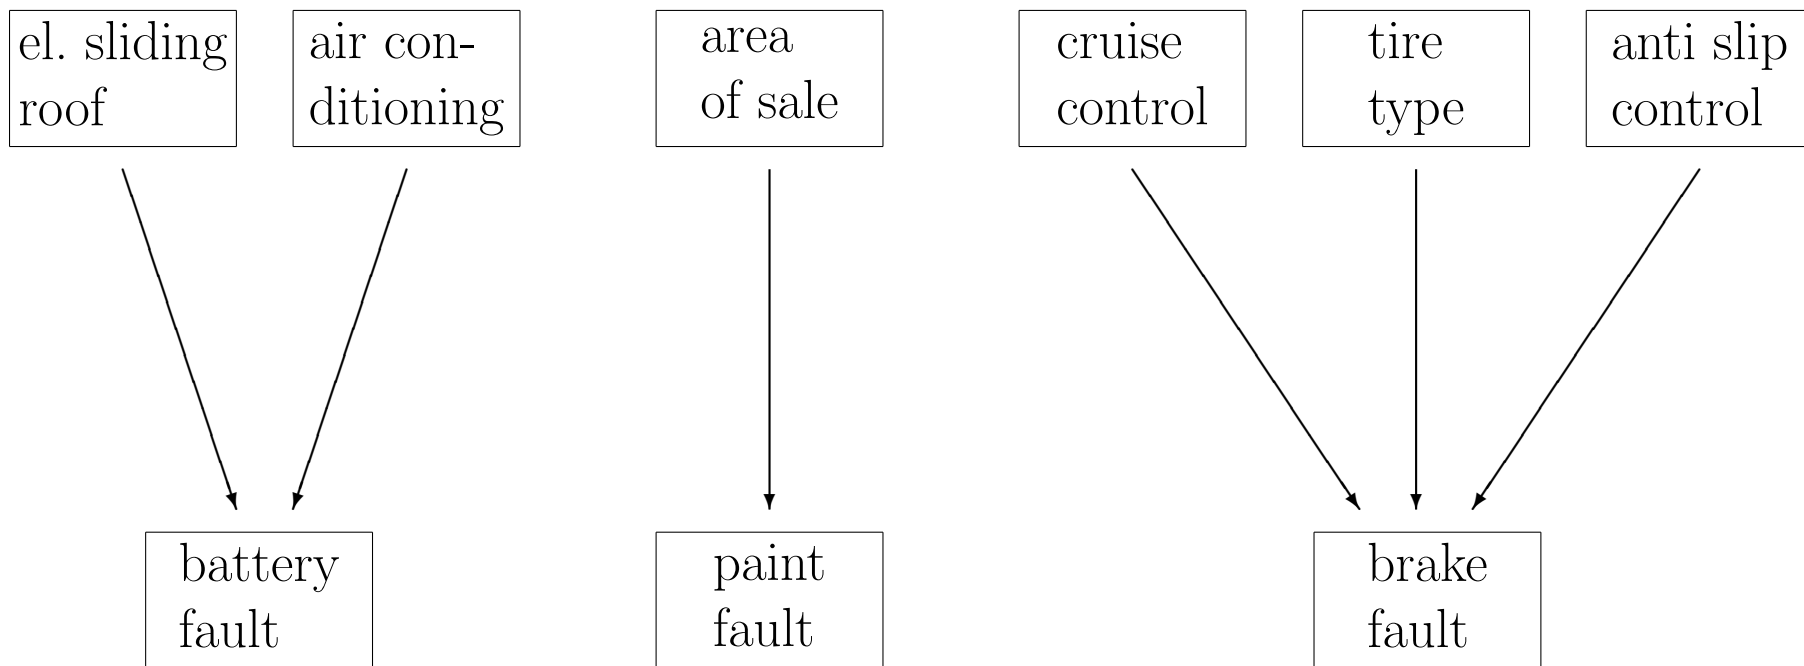 el. sliding
roof
air con-
ditioning
area
of sale
cruise
control
tire
type
anti slip
control
battery
fault
paint
fault
brake
fault